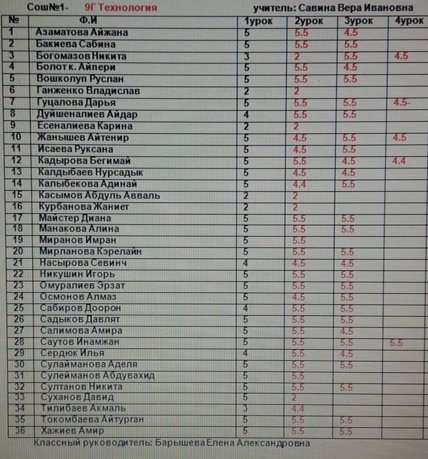 Сош№1- 9Г Технология учитель: Савина Вера Ивановна
№ Ф.И 1урок 2урок 3урок 4урок
1 Азаматова Айжана 5 5.5 4.5
2 Бакиева Сабина 5 5.5 5.5
3 Богомазов Никита 3 2 5.5 4.5
4 Болот к. Айпери 5 5.5 4.5
5 Вошколуп Руслан 5 5.5 5.5
6 Ганженко Владислав 2 2
7 Гуцалова Дарья 5 5.5 5.5 4.5-
8 Дуйшеналиев Айдар 4 5.5 5.5
9 Есеналиева Карина 2 2
10 Жанышев Айтенир 5 4.5 5.5 4.5
11 Исаева Руксана 5 4.5 5.5
12 Кадырова Бегимай 5 5.5 4.5 4.4
13 Калдыбаев Нурсадык 5 4.5 4.5
14 Калыбекова Адинай 5 4.4 5.5
15 Касымов Абдуль Авваль 2 2
16 Курбанова Жаниет 2 2
17 Майстер Диана 5 5.5 5.5
18 Манакова Алина 5 5.5 5.5
19 Миранов Имран 5 5.5
20 Мирланова Кэрелайн 5 5.5 5.5
21 Насырова Севинч 4 4.5 4.5
22 Никушин Игорь 5 5.5 5.5
23 Омуралиев Эрзат 5 5.5 5.5
24 Осмонов Алмаз 5 4.5 5.5
25 Сабиров Доорон 4 5.5 5.5
26 Садыков Давлят 5 5.5 5.5
27 Салимова Амира 5 5.5 4.5
28 Саутов Инамжан 5 5.5 5.5 5.5
29 Сердюк Илья 4 5.5 4.5
30 Сулайманова Аделя 5 5.5 5.5
31 Сулейманов Абдувахид 5 5.5
32 Султанов Никита 5 5.5 5.5
33 Суханов Давид 5 2
34 Тилибаев Акмаль 3 4.4
35 Токомбаева Айтурган 5 5.5 5.5
36 Хажиев Амир 5 5.5 5.5
Классный руководитель: Барышева Елена Александровна